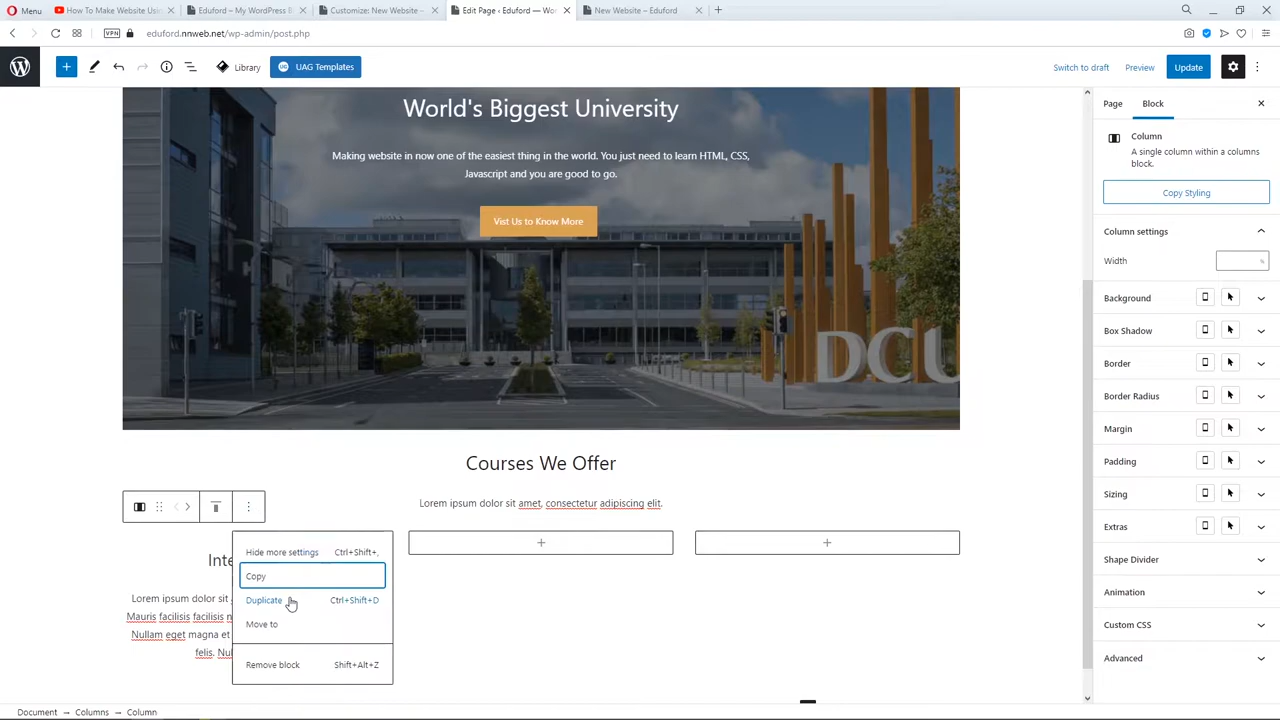 Menu
How To Make Website Usin
Eduford – My WordPress B
Customize: New Website –
Edit Page ‹ Eduford — Wo
New Website – Eduford
VPN
eduford.nnweb.net/wp-admin/post.php
Library
UAG Templates
Switch to draft
Preview
Update
World's Biggest University
Making website in now one of the easiest thing in the world. You just need to learn HTML, CSS,
Javascript and you are good to go.
Vist Us to Know More
DCU
Page
Block
Column
A single column within a columns
block.
Copy Styling
Column settings
Width
%
Background
Box Shadow
Border
Border Radius
Margin
Padding
Sizing
Extras
Shape Divider
Animation
Custom CSS
Advanced
Courses We Offer
Lorem ipsum dolor sit amet, consectetur adipiscing elit.
Inte
Lorem ipsum dolor sit
Mauris facilisis facilisis n
Nullam eget magna et
felis. Nu
Hide more settings Ctrl+Shift+,
Copy
Duplicate Ctrl+Shift+D
Move to
Remove block Shift+Alt+Z
Document → Columns → Column